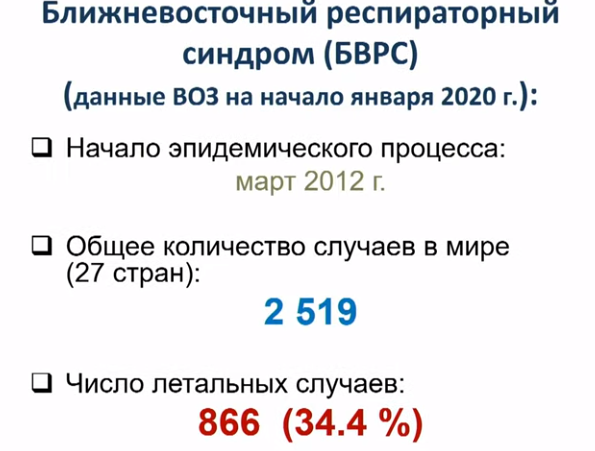 Ближневосточный респираторный
синдром (БВРС)
(данные ВОЗ на начало января 2020 г.):
Начало эпидемического процесса:
март 2012 г.
Общее количество случаев в мире
(27 стран):
2 519
Число летальных случаев:
866 (34.4 %)